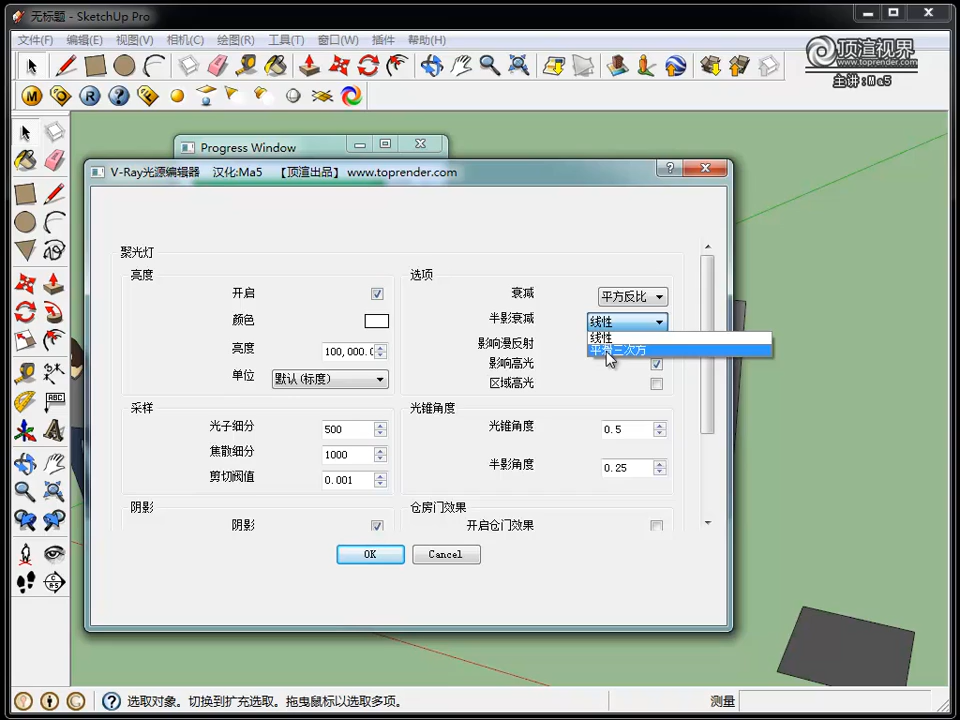 无标题 - SketchUp Pro
文件(F) 编辑(E) 视图(V) 相机(C) 绘图(R) 工具(T) 窗口(W) 插件 帮助(H)
顶渲视界
www.toprender.com
主讲:Ma5
Progress Window
V-Ray光源编辑器 汉化:Ma5 【顶渲出品】 www.toprender.com
聚光灯
亮度
开启
颜色
亮度 100,000.0
单位 默认(标度)
选项
衰减 平方反比
半影衰减 线性
线性
平滑三次方
影响漫反射
影响高光
区域高光
采样
光子细分 500
焦散细分 1000
剪切阀值 0.001
光锥角度
光锥角度 0.5
半影角度 0.25
阴影
阴影
仓房门效果
开启仓门效果
OK Cancel
ABC
选取对象。切换到扩充选取。拖曳鼠标以选取多项。
测量